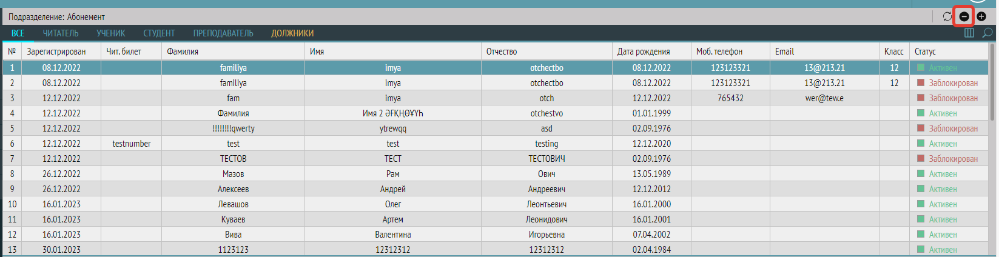 Подразделение: Абонемент
ВСЕ ЧИТАТЕЛЬ УЧЕНИК СТУДЕНТ ПРЕПОДАВАТЕЛЬ ДОЛЖНИКИ
№ Зарегистрирован Чит. билет Фамилия Имя Отчество Дата рождения Моб. телефон Email Класс Статус
1 08.12.2022 familiya imya otchectbo 08.12.2022 123123321 13@213.21 12 Активен
2 08.12.2022 familiya imya otchectbo 08.12.2022 123123321 13@213.21 12 Заблокирован
3 12.12.2022 fam imya otch 12.12.2022 765432 wer@tew.e Заблокирован
4 12.12.2022 Фамилия Имя 2 ӘҒҚҢӨҰҮҺ otchestvo 01.01.1999 Активен
5 12.12.2022 !!!!!!!!qwerty ytrewqq asd 02.09.1976 Заблокирован
6 12.12.2022 testnumber test test testing 12.12.2020 Активен
7 12.12.2022 ТЕСТОВ ТЕСТ ТЕСТОВИЧ 02.09.1976 Заблокирован
8 26.12.2022 Мазов Рам Ович 13.05.1989 Активен
9 26.12.2022 Алексеев Андрей Андреевич 12.12.2012 Активен
10 16.01.2023 Левашов Олег Леонтьевич 16.01.2000 Активен
11 16.01.2023 Куваев Артем Леонидович 16.01.2001 Активен
12 16.01.2023 Вива Валентина Игорьевна 07.04.2002 Активен
13 30.01.2023 1123123 12312312 12312312 02.04.1984 Активен